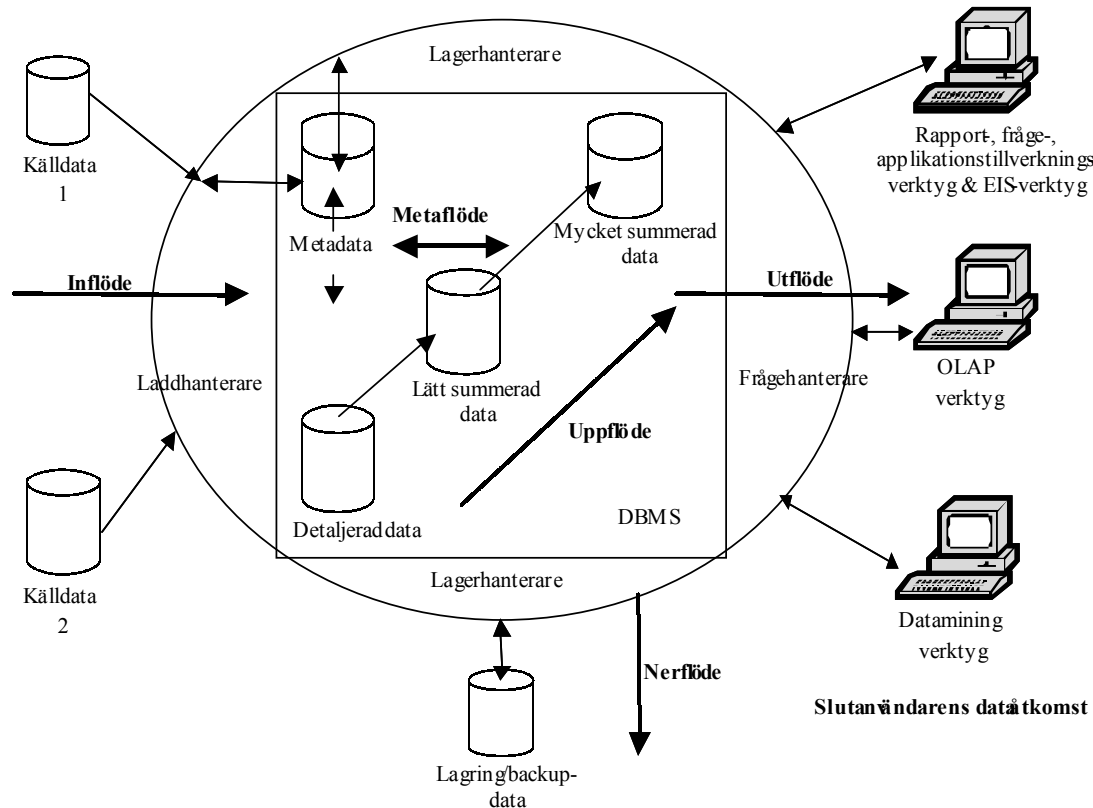 Lagerhanterare
Källdata
1
Rapport-, fråge-,
applikationstillverknings
verktyg & EIS-verktyg
Metadata
Metaflöde
Mycket summerad
data
Inflöde
Utflöde
Laddhanterare
Lätt summerad
data
Frågehanterare
OLAP
verktyg
Uppflöde
Detaljerad data
DBMS
Källdata
2
Lagerhanterare
Datamining
verktyg
Nerflöde
Slutanvändarens dataåtkomst
Lagring/backup-
data